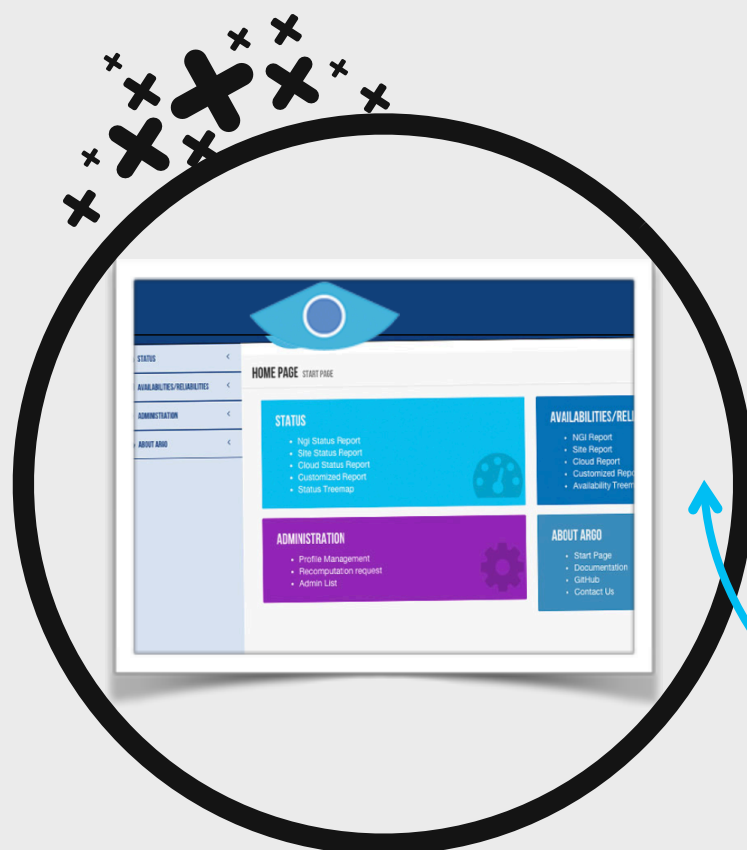 STATUS
AVAILABILITIES/RELIABILITIES
ADMINISTRATION
ABOUT ARGO
HOME PAGE START PAGE
STATUS
• Ngi Status Report
• Site Status Report
• Cloud Status Report
• Customized Report
• Status Treemap
AVAILABILITIES/RELI
• NGI Report
• Site Report
• Cloud Report
• Customized Repo
• Availability Treem
ADMINISTRATION
• Profile Management
• Recomputation request
• Admin List
ABOUT ARGO
• Start Page
• Documentation
• GitHub
• Contact Us